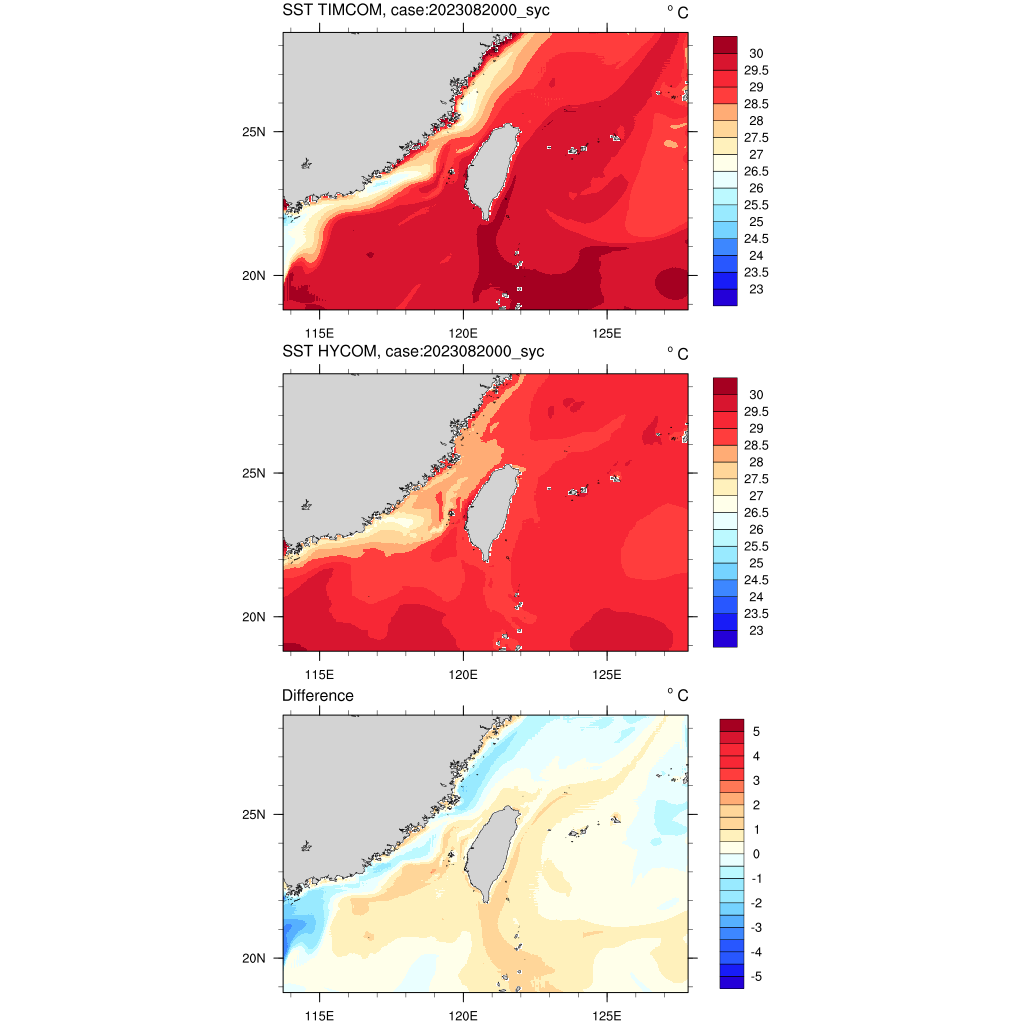 SST TIMCOM, case:2023082000_syc
° C
30
29.5
29
28.5
28
27.5
27
26.5
26
25.5
25
24.5
24
23.5
23
25N
20N
115E
120E
125E
SST HYCOM, case:2023082000_syc
° C
30
29.5
29
28.5
28
27.5
27
26.5
26
25.5
25
24.5
24
23.5
23
25N
20N
115E
120E
125E
Difference
° C
5
4
3
2
1
0
-1
-2
-3
-4
-5
25N
20N
115E
120E
125E